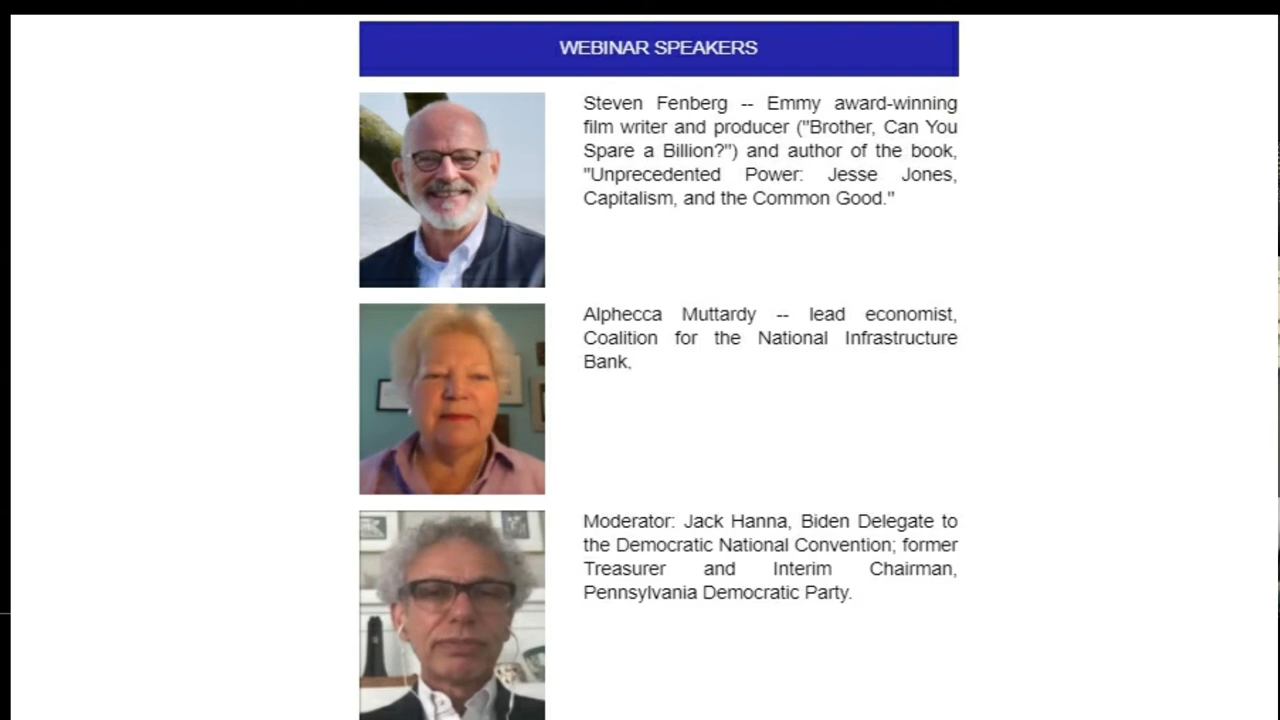 WEBINAR SPEAKERS
Steven Fenberg -- Emmy award-winning
film writer and producer ("Brother, Can You
Spare a Billion?") and author of the book,
"Unprecedented Power: Jesse Jones,
Capitalism, and the Common Good."
Alphecca Muttardy -- lead economist,
Coalition for the National Infrastructure
Bank,
Moderator: Jack Hanna, Biden Delegate to
the Democratic National Convention; former
Treasurer and Interim Chairman,
Pennsylvania Democratic Party.